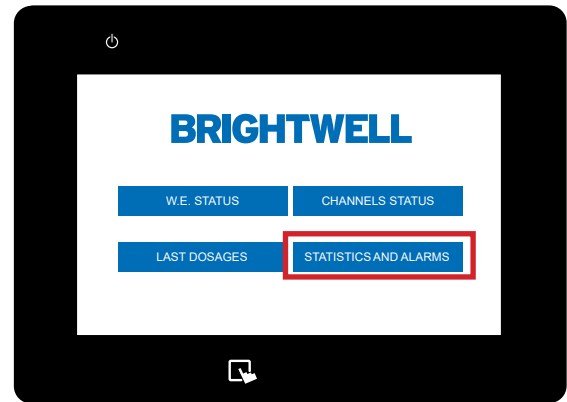 BRIGHTWELL
W.E. STATUS
CHANNELS STATUS
LAST DOSAGES
STATISTICS AND ALARMS